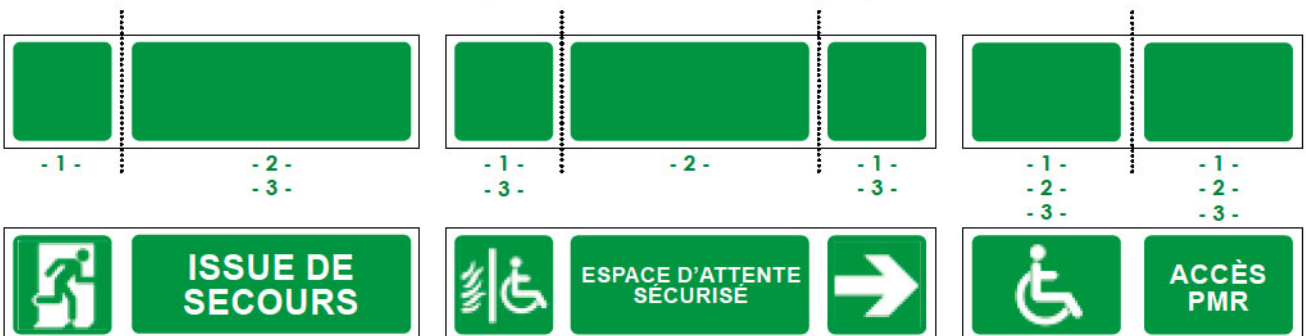 - 1 -
- 2 -
- 3 -
- 1 -
- 3 -
- 2 -
- 1 -
- 3 -
- 1 -
- 2 -
- 3 -
- 1 -
- 2 -
- 3 -
ISSUE DE
SECOURS
ESPACE D'ATTENTE
SÉCURISÉ
ACCÈS
PMR